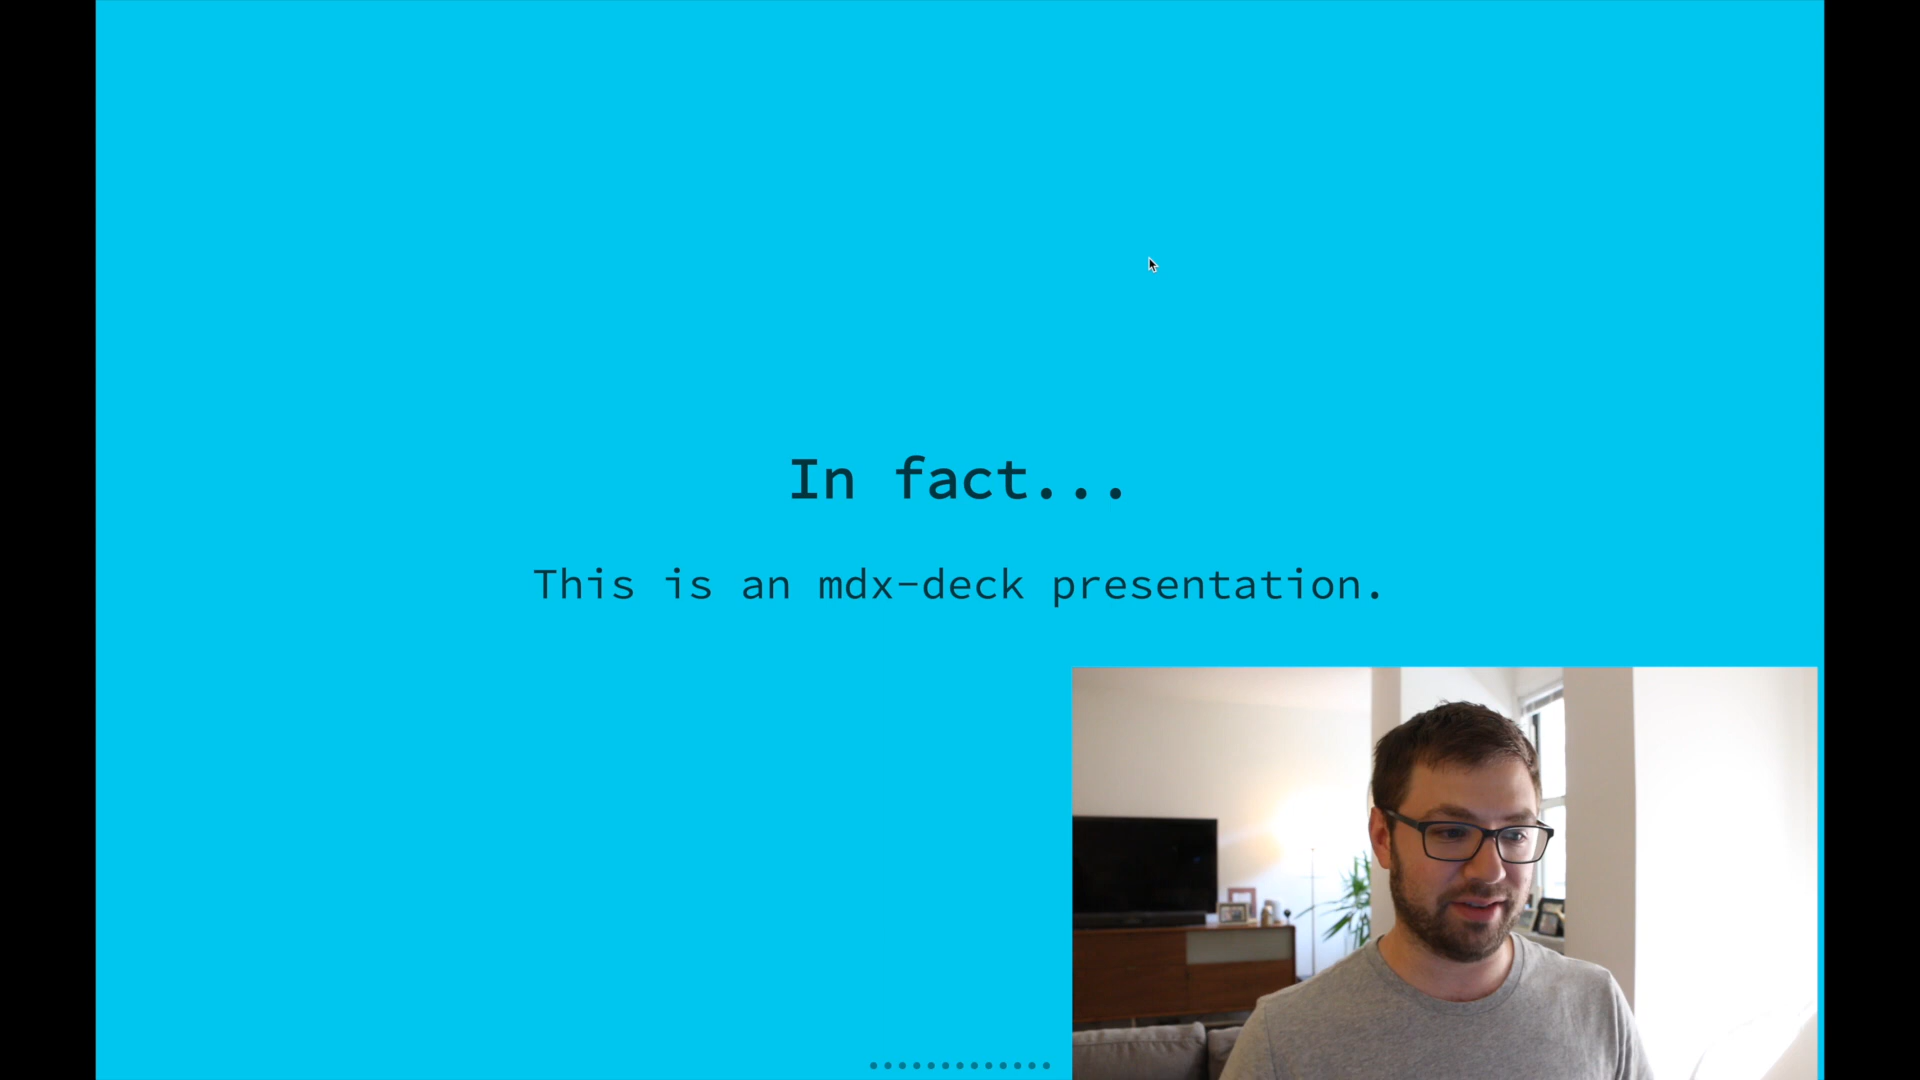 In fact...
This is an mdx-deck presentation.